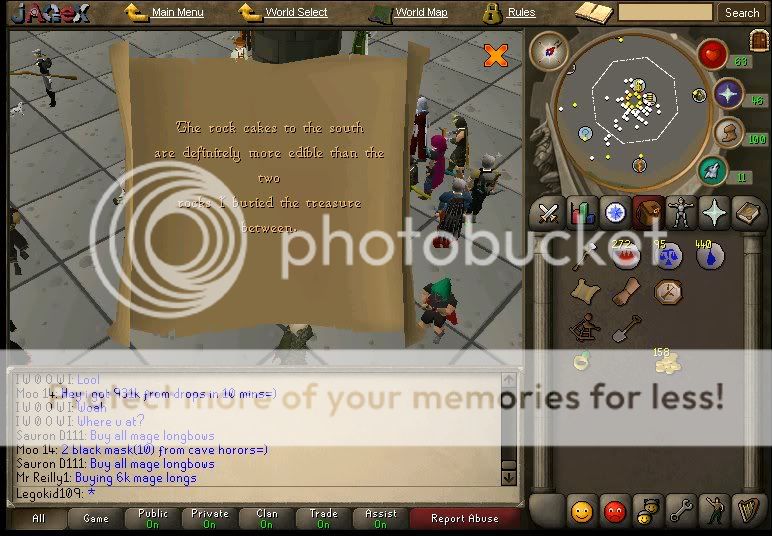 JAGEX
Main Menu
World Select
World Map
Rules
Search
63
46
100
11
The rock cakes to the south
are definitely more edible than the
two
rocks I buried the treasure
between.
photobucket
272
95
440
158
Protect more of your memories for less!
I W 0 0 W I: Lool
Moo 14: Hey i got 931k from drops in 10 mins=)
I W 0 0 W I: Woah
I W 0 0 W I: Where u at?
Sauron D111: Buy all mage longbows
Moo 14: 2 black mask(10) from cave horors=)
Sauron D111: Buy all mage longbows
Mr Reilly1: Buying 6k mage longs
Legokid109: *
All
Game
Public
On
Private
On
Clan
On
Trade
On
Assist
On
Report Abuse